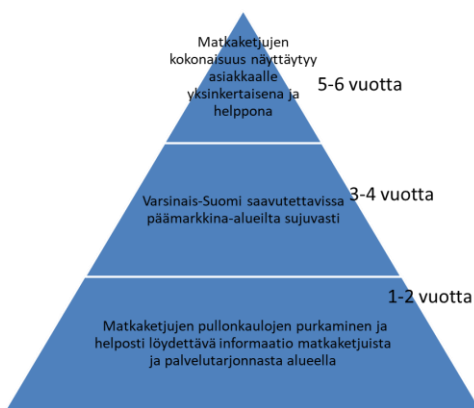 Matkaketjujen
kokonaisuus näyttäytyy
asiakkaalle
yksinkertaisena ja
helppona
5-6 vuotta
Varsinais-Suomi saavutettavissa
päämarkkina-alueilta sujuvasti
3-4 vuotta
1-2 vuotta
Matkaketjujen pullonkaulojen purkaminen ja
helposti löydettävä informaatio matkaketjuista
ja palvelutarjonnasta alueella